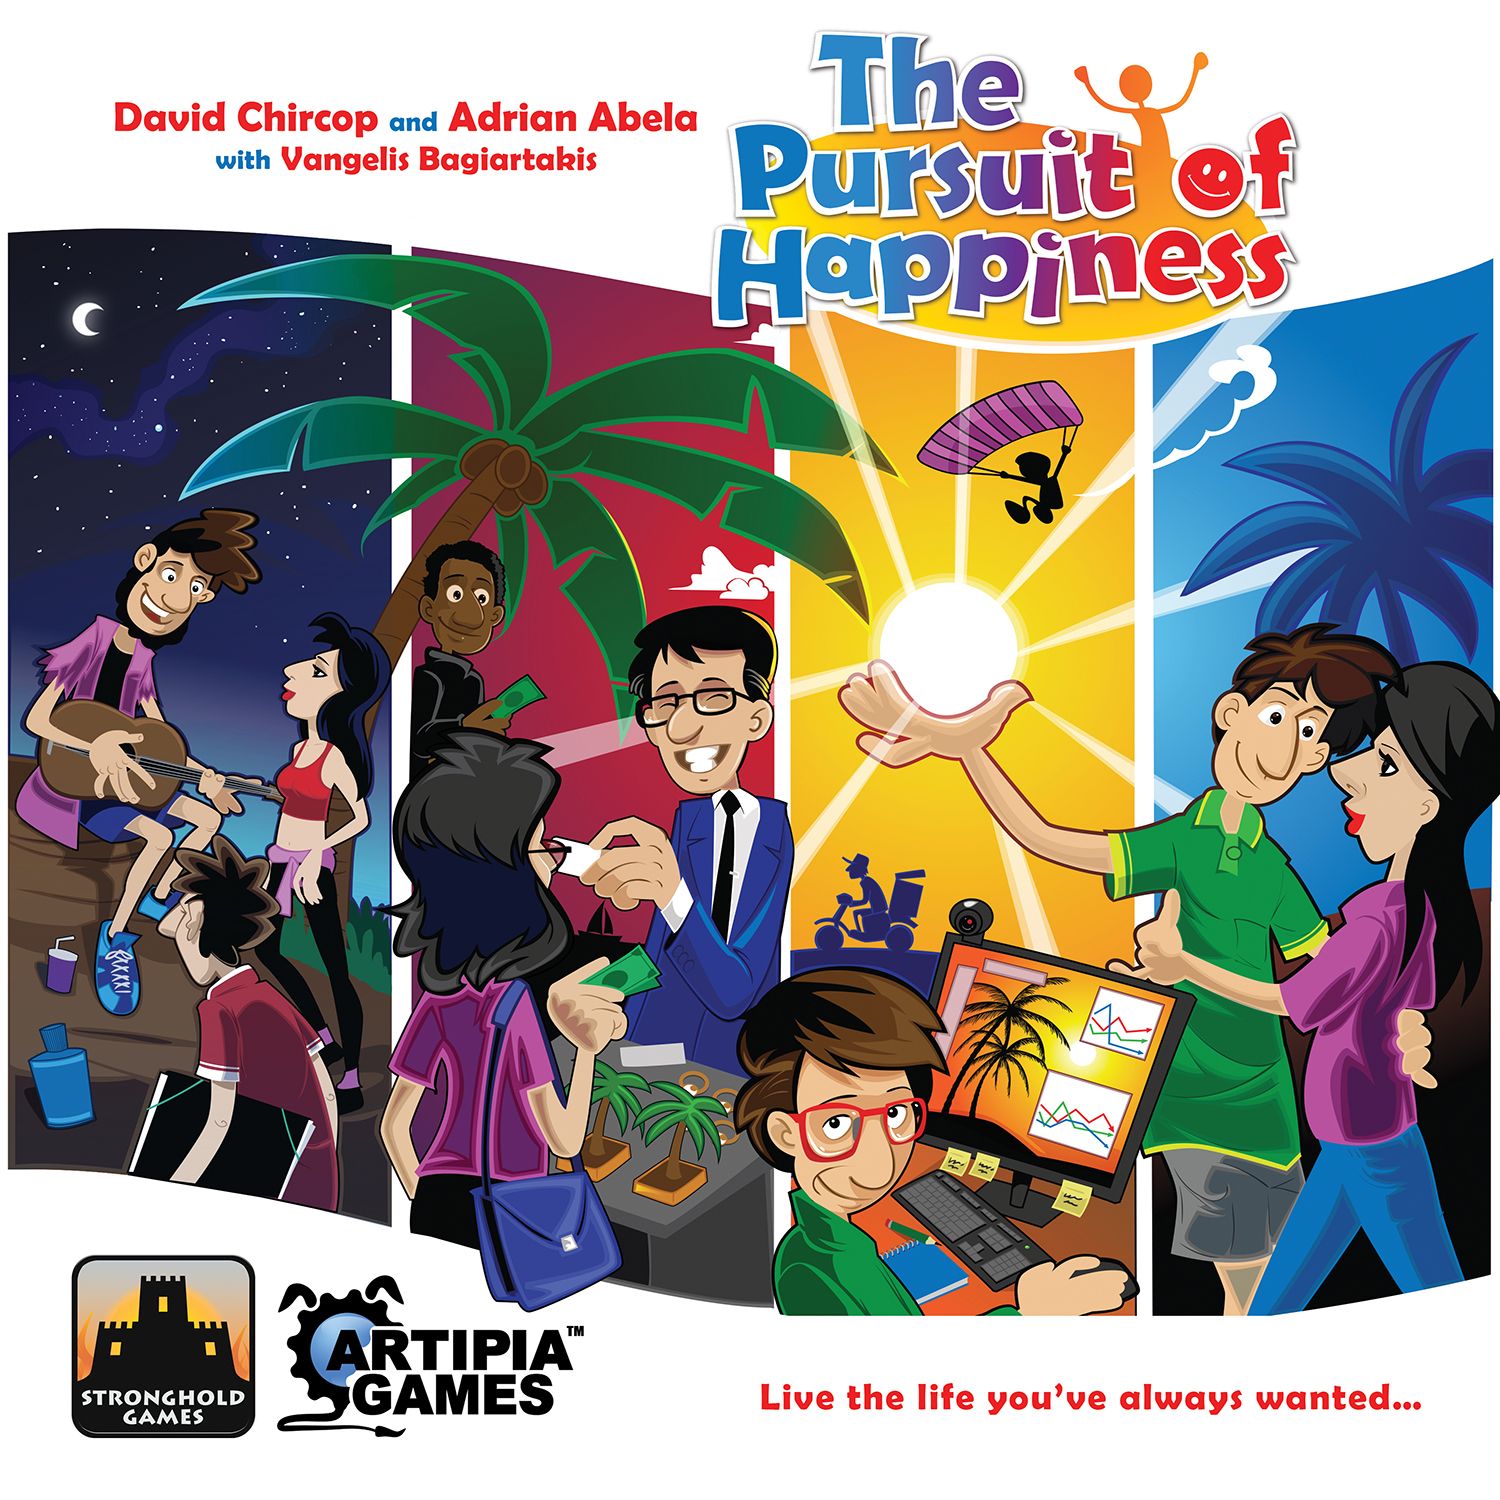 David Chircop and Adrian Abela
with Vangelis Bagiartakis
The
Pursuit of
Happiness
STRONGHOLD
GAMES
ARTIPIA™
GAMES
Live the life you've always wanted...